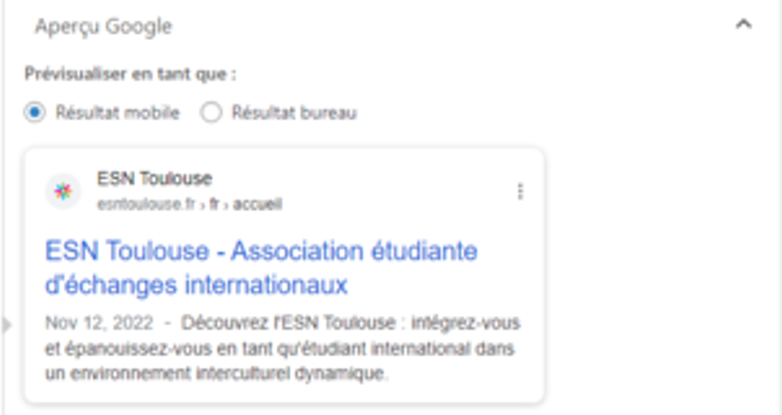 Aperçu Google
Prévisualiser en tant que :
Résultat mobile Résultat bureau
ESN Toulouse
esntoulouse.fr › fr › accueil
ESN Toulouse - Association étudiante
d'échanges internationaux
Nov 12, 2022 - Découvrez l'ESN Toulouse : intégrez-vous
et épanouissez-vous en tant qu'étudiant international dans
un environnement interculturel dynamique.